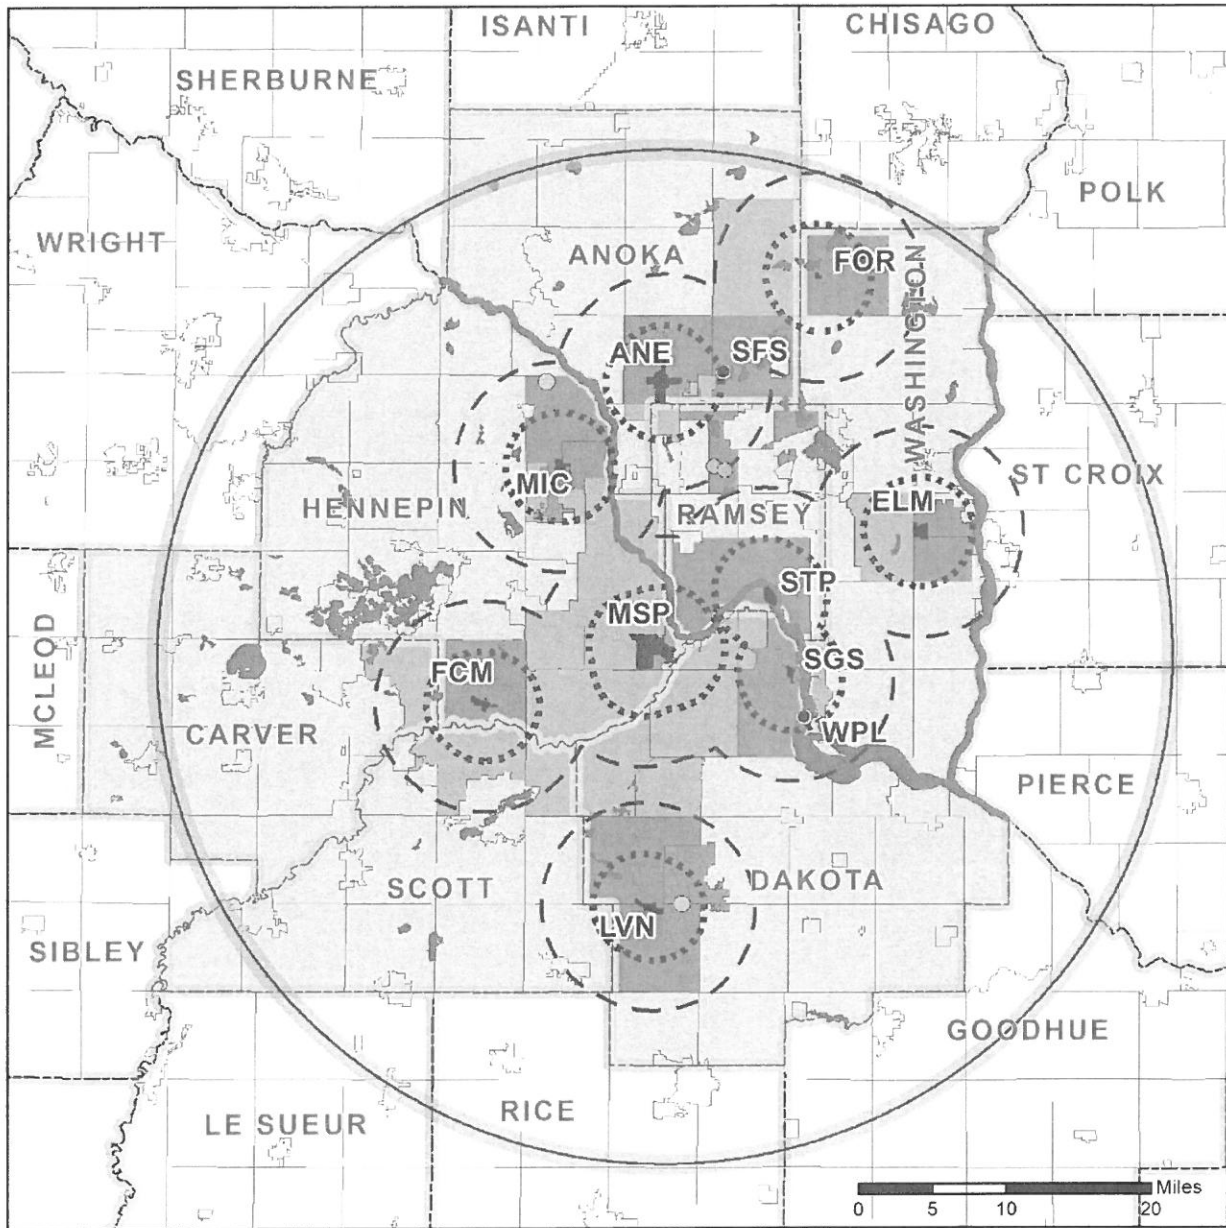 ISANTI
CHISAGO
SHERBURNE
POLK
WRIGHT
ANOKA
FOR
WASHINGTON
ANE
SFS
MIC
HENNEPIN
RAMSEY
ELM
ST CROIX
STP
MSP
MCLEOD
FCM
SGS
CARVER
WPL
PIERCE
SCOTT
DAKOTA
LVN
SIBLEY
GOODHUE
RICE
LE SUEUR
Miles
0 5 10 20